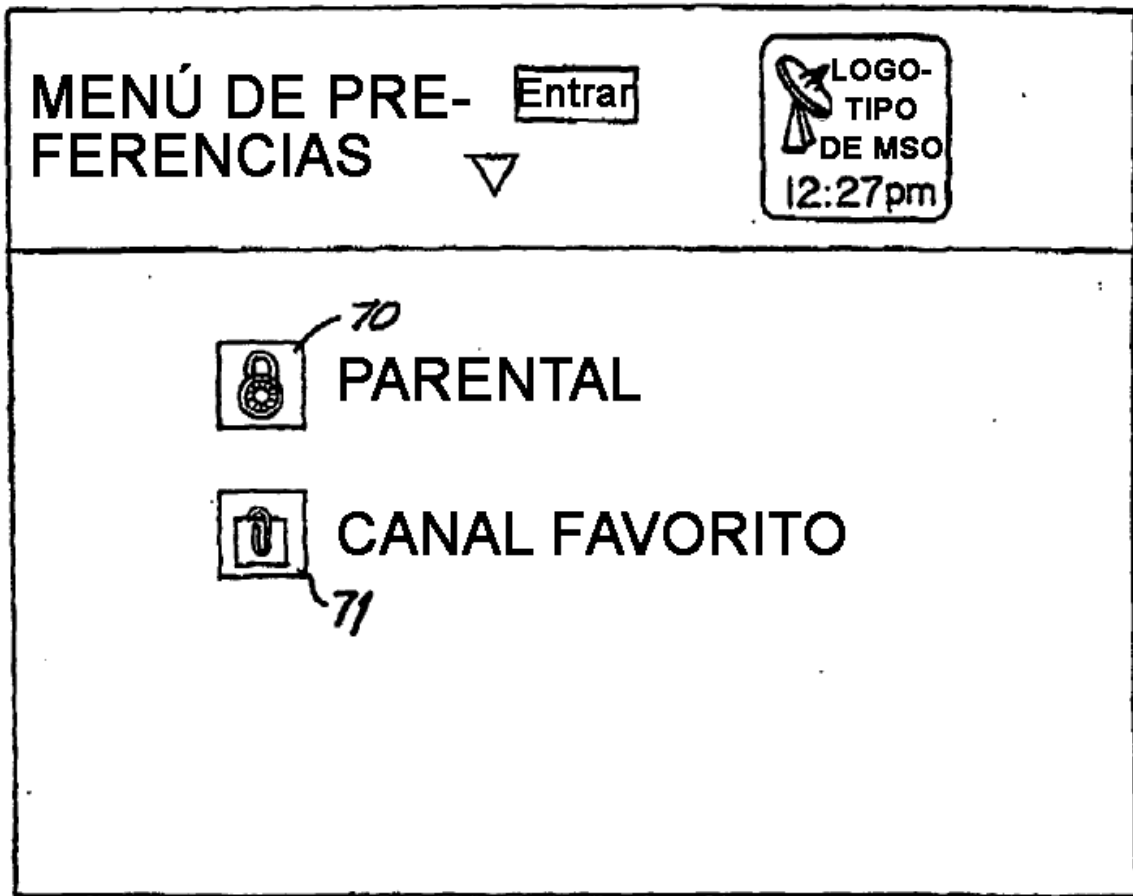 MENÚ DE PRE-
FERENCIAS
Entrar
LOGO-
TIPO
DE MSO
12:27pm
70
PARENTAL
CANAL FAVORITO
71